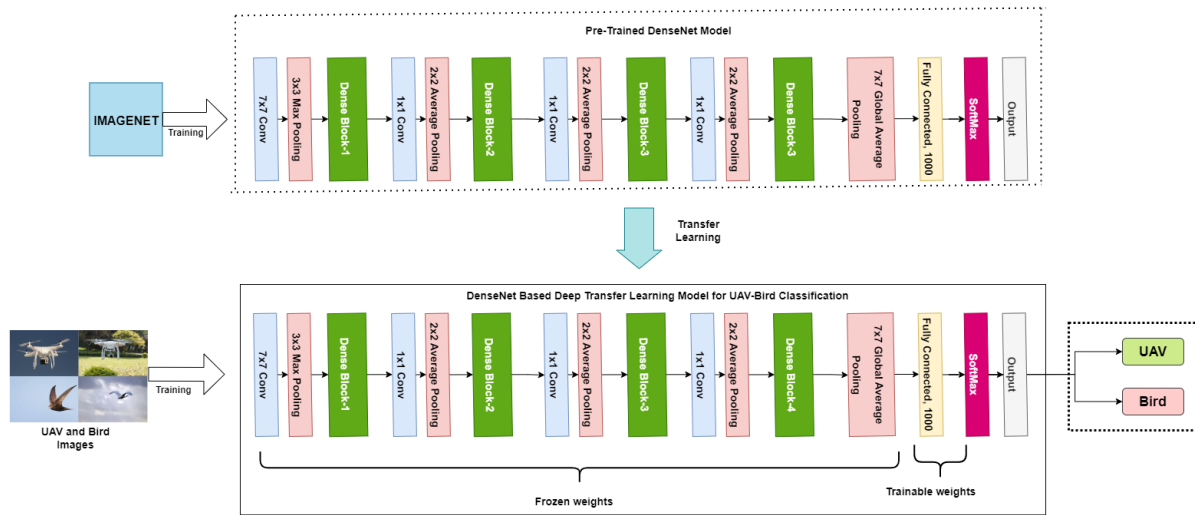 Pre-Trained DenseNet Model
IMAGENET
Training
7x7 Conv
3x3 Max Pooling
Dense Block-1
1x1 Conv
2x2 Average Pooling
Dense Block-2
1x1 Conv
2x2 Average Pooling
Dense Block-3
1x1 Conv
2x2 Average Pooling
Dense Block-3
7x7 Global Average
Pooling
Fully Connected, 1000
SoftMax
Output
Transfer
Learning
DenseNet Based Deep Transfer Learning Model for UAV-Bird Classification
UAV and Bird
Images
Training
7x7 Conv
3x3 Max Pooling
Dense Block-1
1x1 Conv
2x2 Average Pooling
Dense Block-2
1x1 Conv
2x2 Average Pooling
Dense Block-3
1x1 Conv
2x2 Average Pooling
Dense Block-4
7x7 Global Average
Pooling
Fully Connected, 1000
SoftMax
Output
UAV
Bird
Frozen weights
Trainable weights